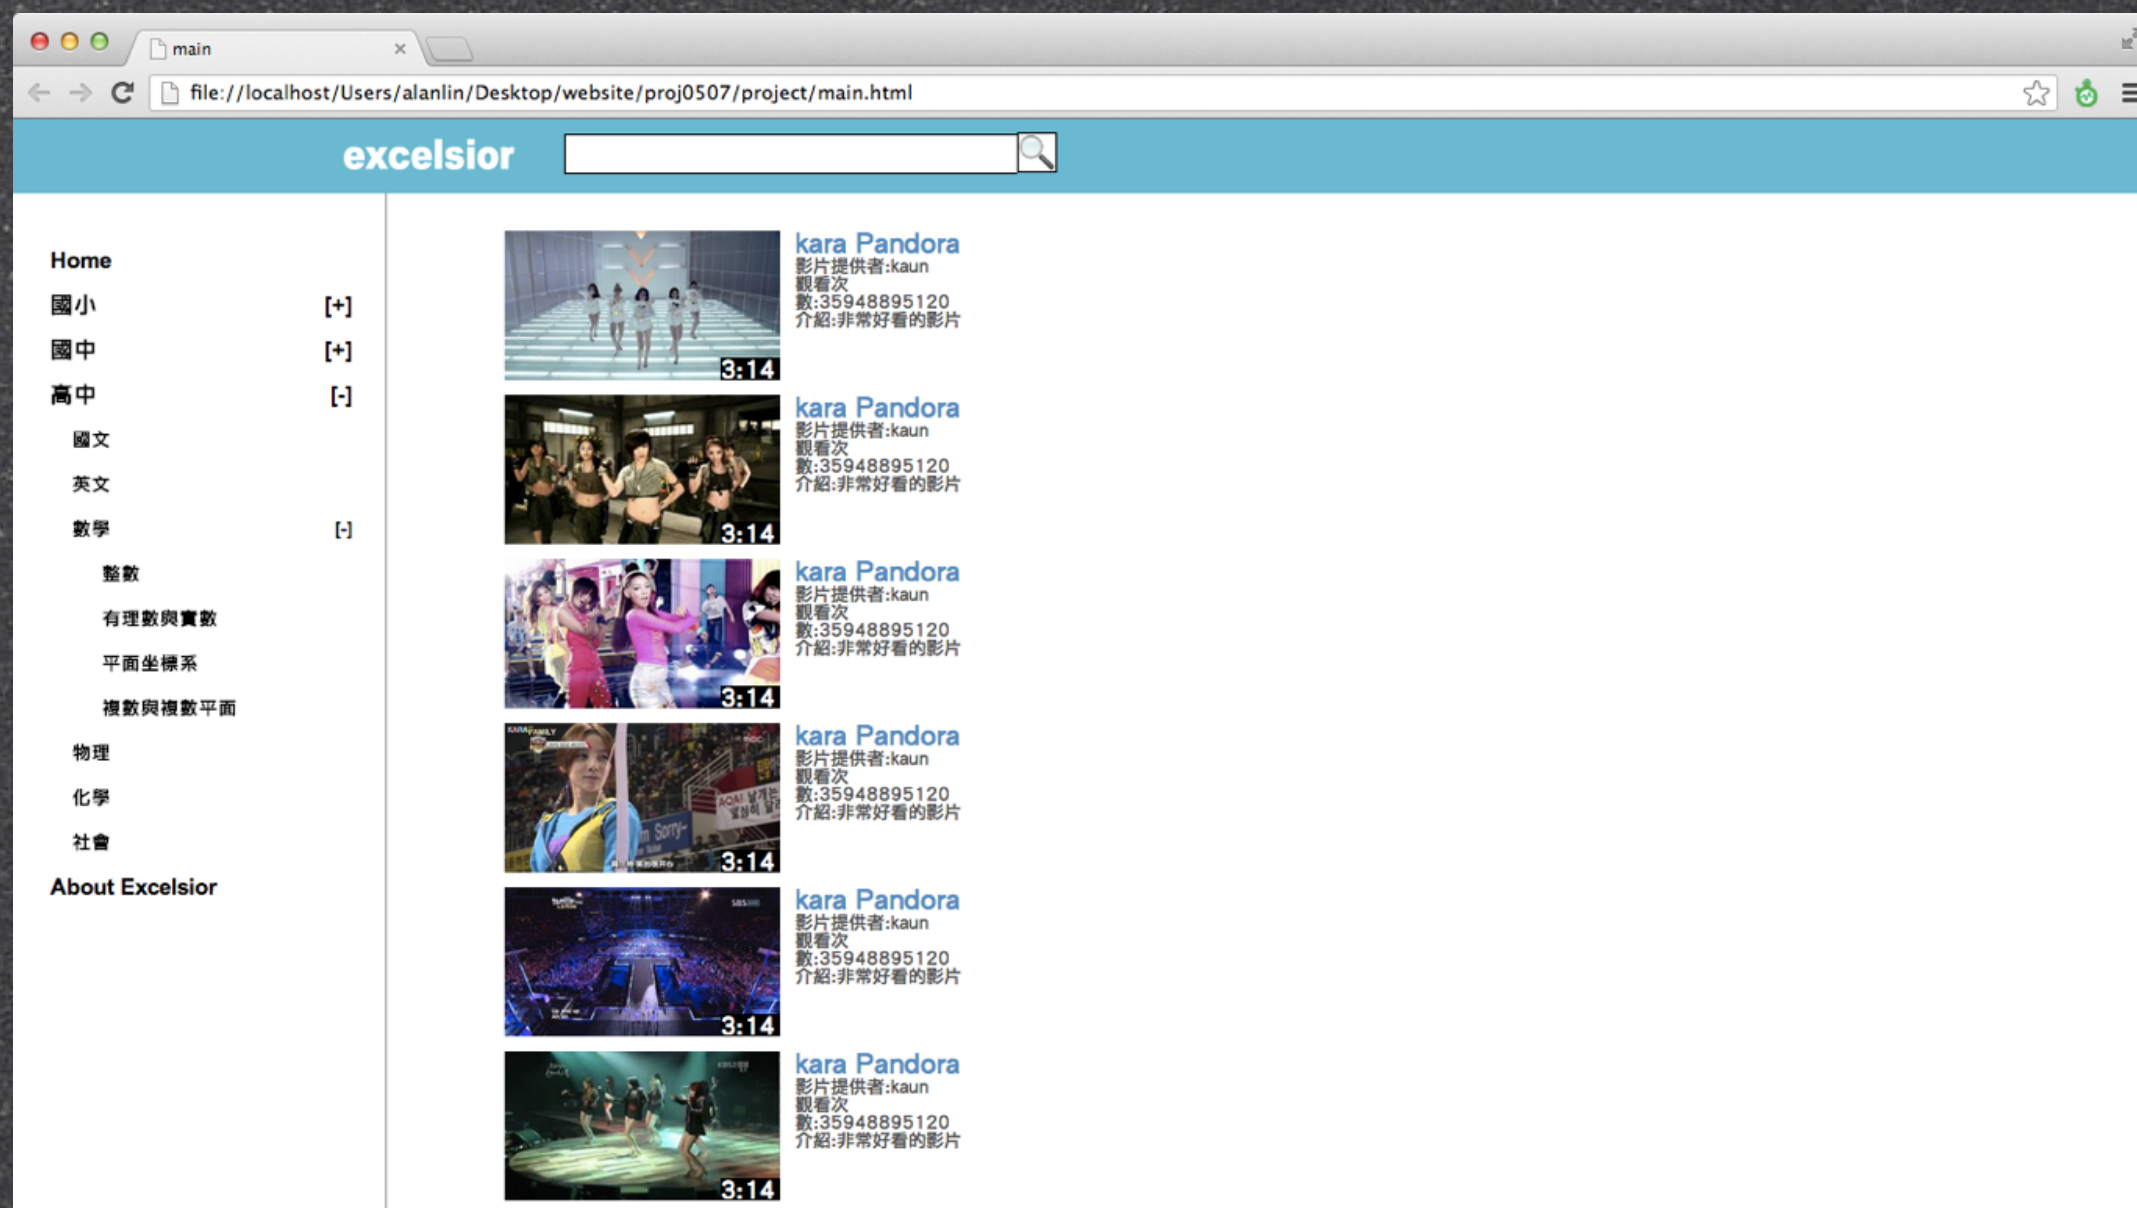 main
file://localhost/Users/alanlin/Desktop/website/proj0507/project/main.html
excelsior
Home
國小 [+]
國中 [+]
高中 [-]
國文
英文
數學 [-]
整數
有理數與實數
平面坐標系
複數與複數平面
物理
化學
社會
About Excelsior
3:14
kara Pandora
影片提供者:kaun
觀看次
數:35948895120
介紹:非常好看的影片
3:14
kara Pandora
影片提供者:kaun
觀看次
數:35948895120
介紹:非常好看的影片
3:14
kara Pandora
影片提供者:kaun
觀看次
數:35948895120
介紹:非常好看的影片
KARA FAMILY
Sorry~
3:14
kara Pandora
影片提供者:kaun
觀看次
數:35948895120
介紹:非常好看的影片
SBS
3:14
kara Pandora
影片提供者:kaun
觀看次
數:35948895120
介紹:非常好看的影片
3:14
kara Pandora
影片提供者:kaun
觀看次
數:35948895120
介紹:非常好看的影片